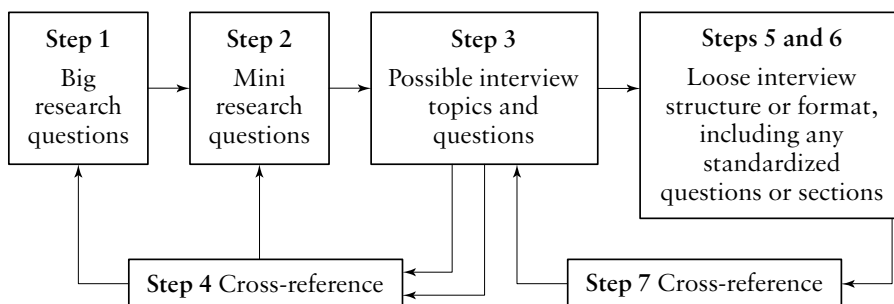 Step 1
Big
research
questions
Step 2
Mini
research
questions
Step 3
Possible interview
topics and
questions
Steps 5 and 6
Loose interview
structure or format,
including any
standardized
questions or sections
Step 4 Cross-reference
Step 7 Cross-reference